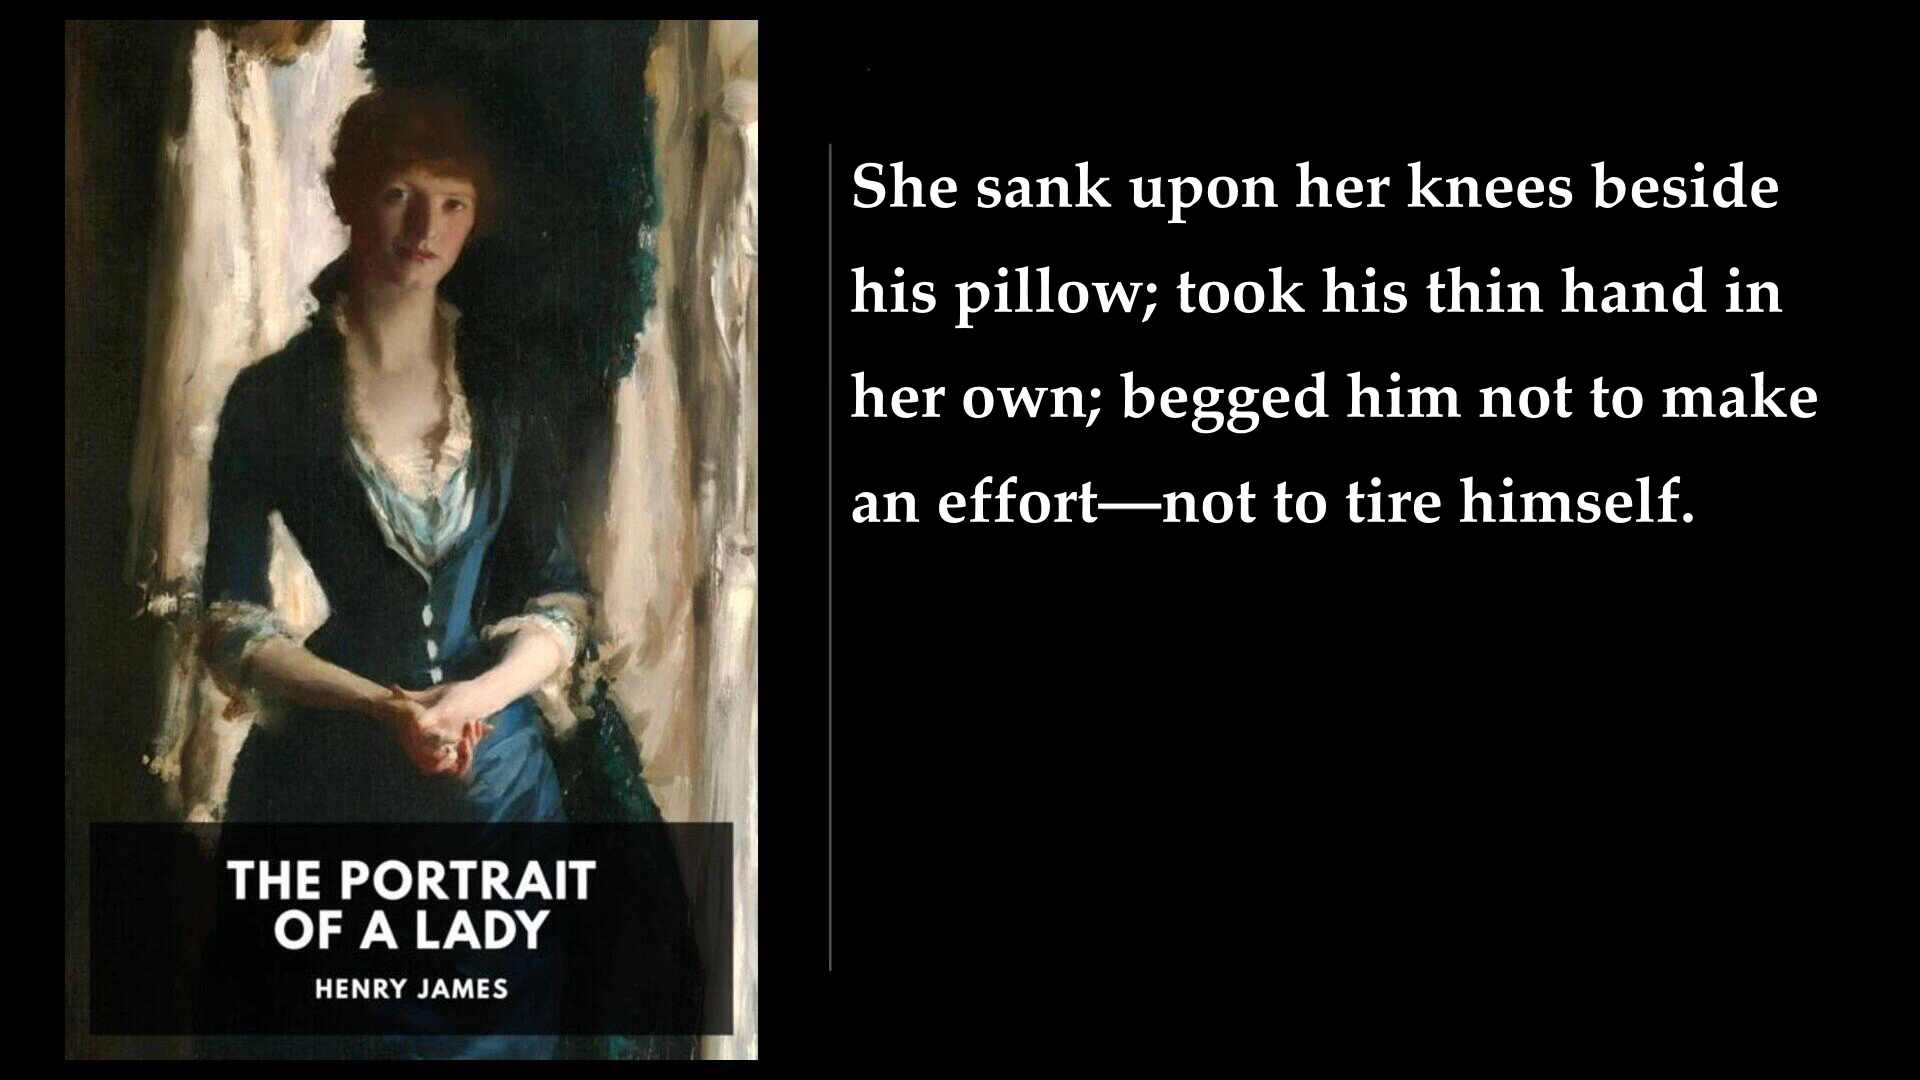 THE PORTRAIT
OF A LADY
HENRY JAMES
She sank upon her knees beside
his pillow; took his thin hand in
her own; begged him not to make
an effort—not to tire himself.